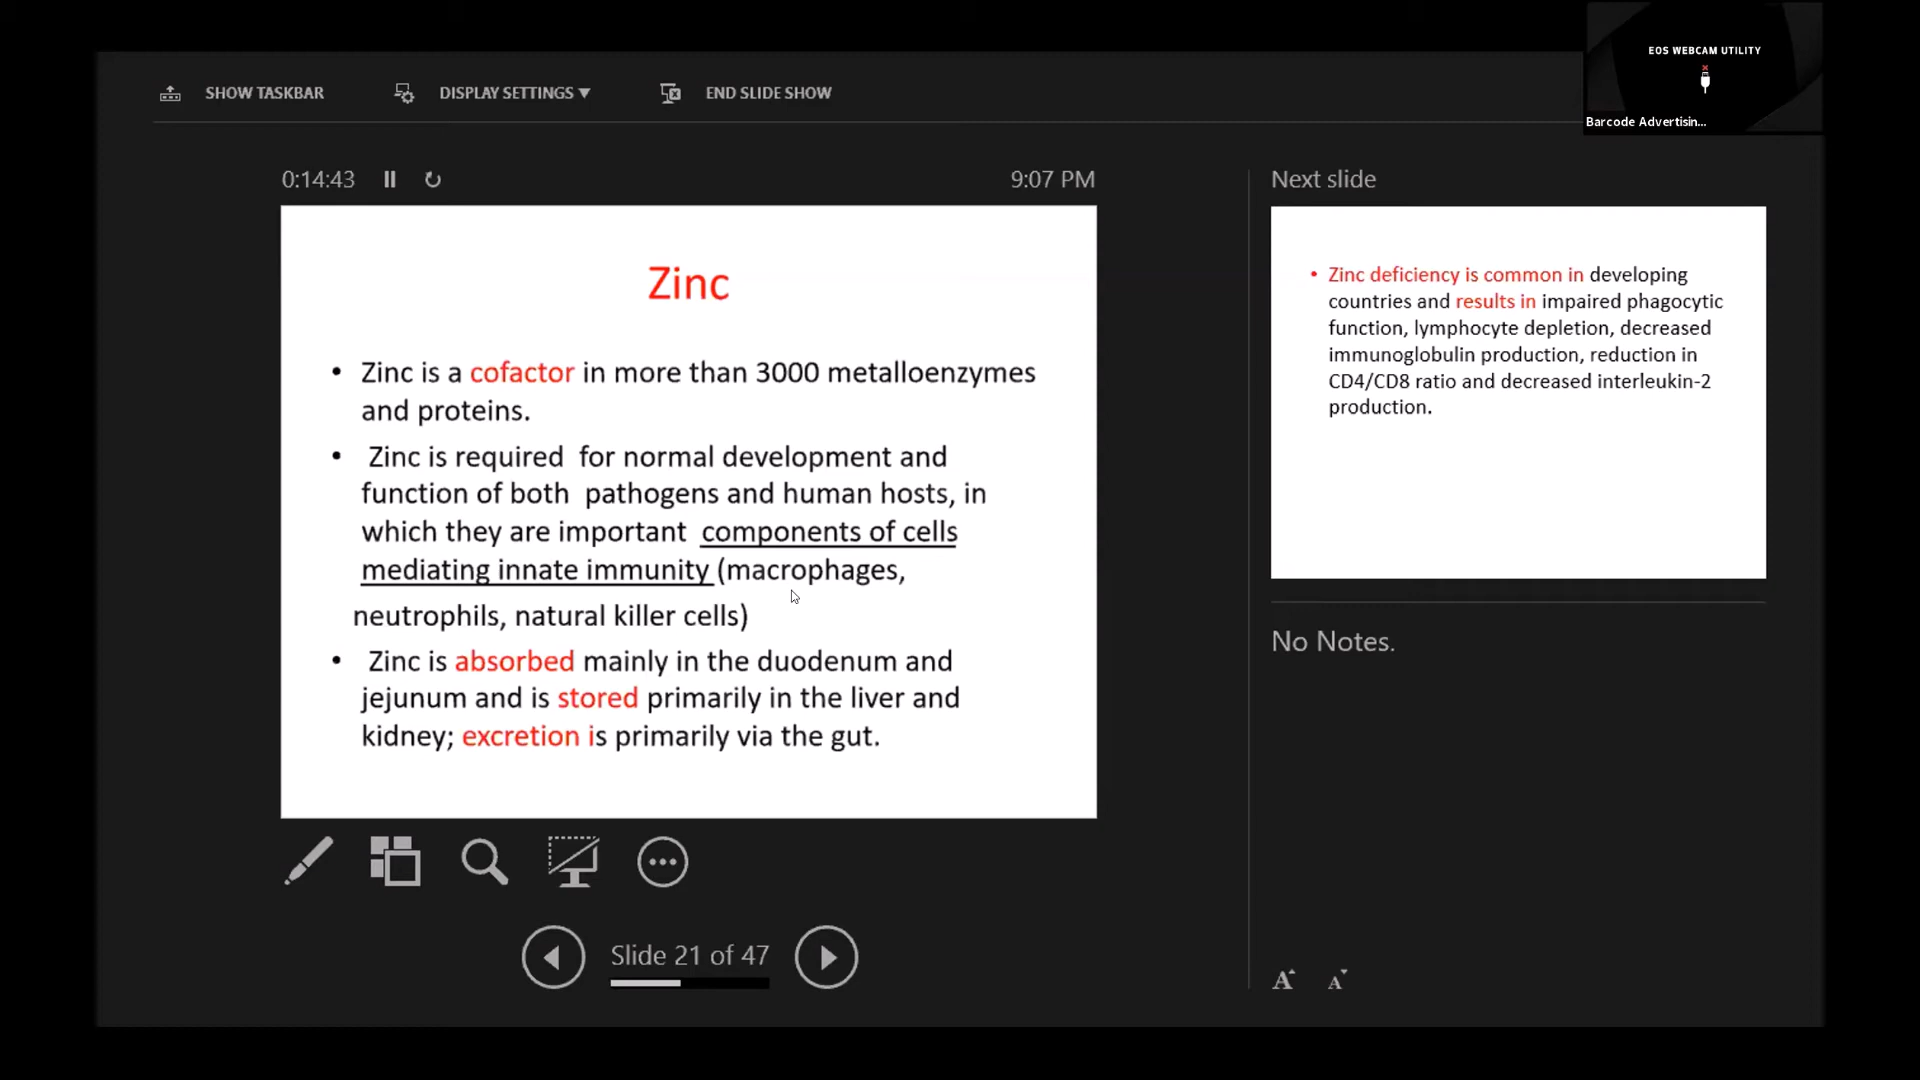 EOS WEBCAM UTILITY
Barcode Advertisin...
SHOW TASKBAR
DISPLAY SETTINGS ▼
END SLIDE SHOW
0:14:43
9:07 PM
Zinc
• Zinc is a cofactor in more than 3000 metalloenzymes
and proteins.
• Zinc is required for normal development and
function of both pathogens and human hosts, in
which they are important components of cells
mediating innate immunity (macrophages,
neutrophils, natural killer cells)
• Zinc is absorbed mainly in the duodenum and
jejunum and is stored primarily in the liver and
kidney; excretion is primarily via the gut.
Slide 21 of 47
Next slide
• Zinc deficiency is common in developing
countries and results in impaired phagocytic
function, lymphocyte depletion, decreased
immunoglobulin production, reduction in
CD4/CD8 ratio and decreased interleukin-2
production.
No Notes.
A A